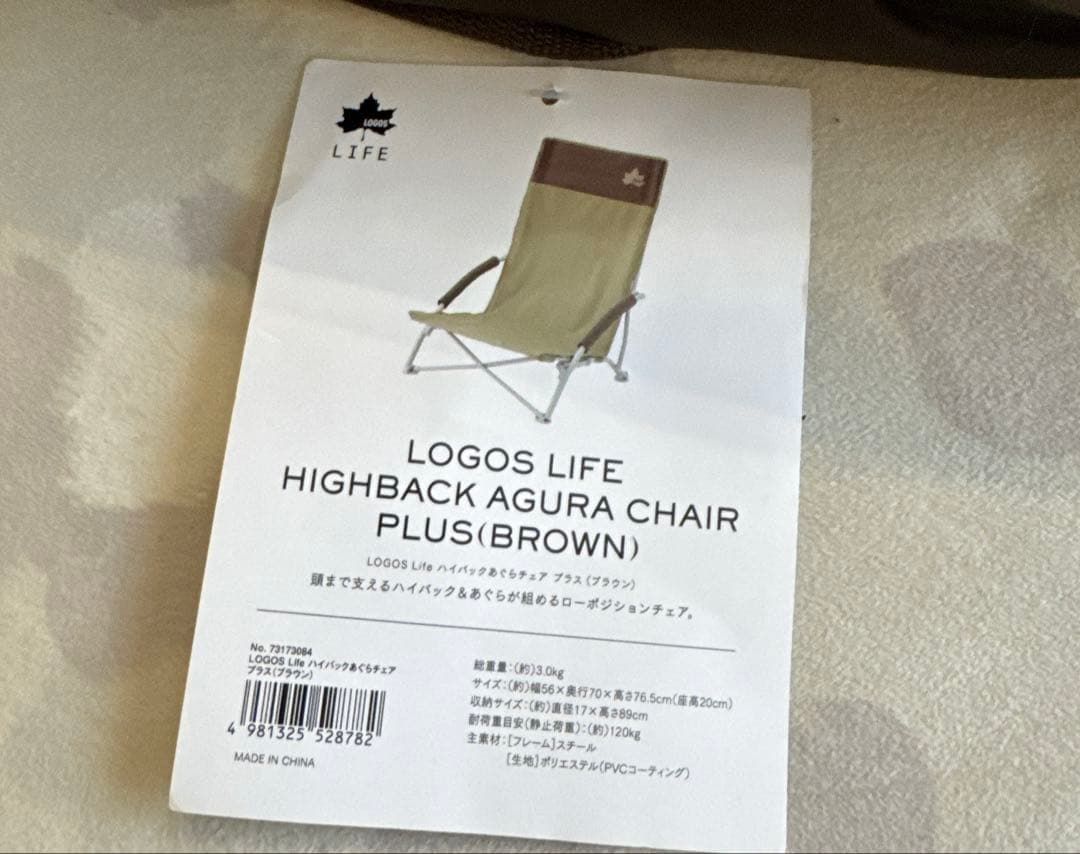 LOGOS
LIFE
LOGOS LIFE
HIGHBACK AGURA CHAIR
PLUS(BROWN)
LOGOS Life ハイバックあぐらチェア プラス(ブラウン)
頭まで支えるハイバック&あぐらが組めるローポジションチェア。
No. 73173084
LOGOS Life ハイバックあぐらチェア
プラス(ブラウン)
4 981325 528782
MADE IN CHINA
総重量:(約)3.0kg
サイズ:(約)幅56×奥行70×高さ76.5cm(座高20cm)
収納サイズ:(約)直径17×高さ89cm
耐荷重目安(静止荷重):(約)120kg
主素材:[フレーム]スチール
[生地]ポリエステル(PVCコーティング)